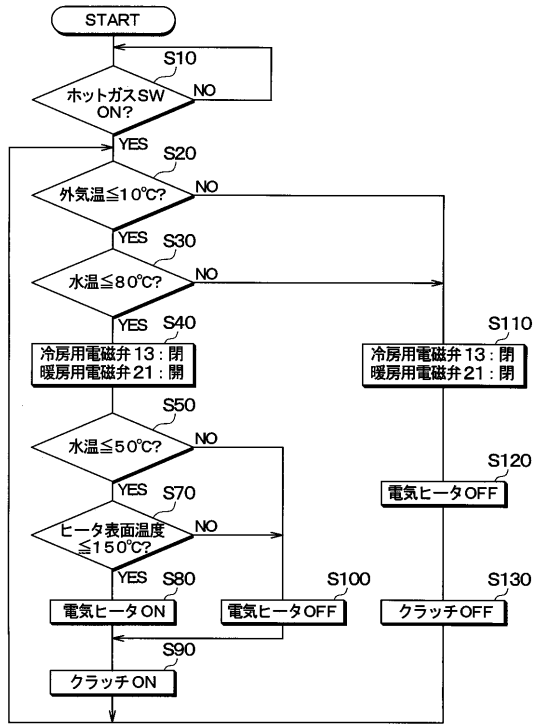 START
S10
ホットガスSW
ON?
NO
YES
S20
外気温≦10℃?
NO
YES
S30
水温≦80℃?
NO
YES
S40
冷房用電磁弁13:閉
暖房用電磁弁21:開
S110
冷房用電磁弁13:閉
暖房用電磁弁21:閉
S50
水温≦50℃?
NO
YES
S120
電気ヒータOFF
S70
ヒータ表面温度
≦150℃?
NO
YES
S80
電気ヒータON
S100
電気ヒータOFF
S130
クラッチOFF
S90
クラッチON